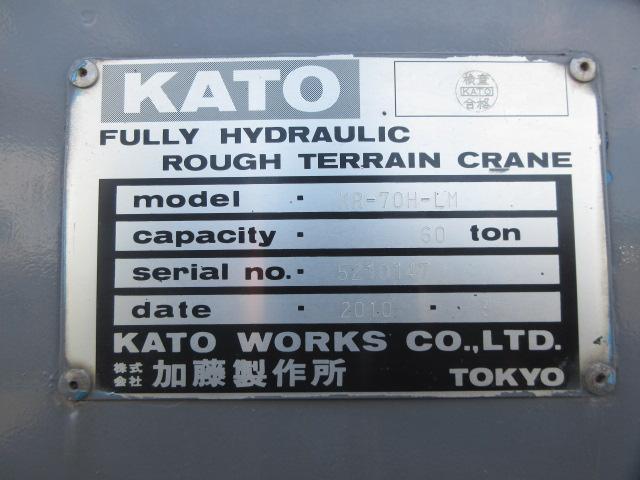 KATO
検査
KATO
合格
FULLY HYDRAULIC
ROUGH TERRAIN CRANE
model · KR-70H-LM
capacity · 60 ton
serial no. ·
date · 2010 ·
KATO WORKS CO.,LTD.
株式会社 加藤製作所 TOKYO